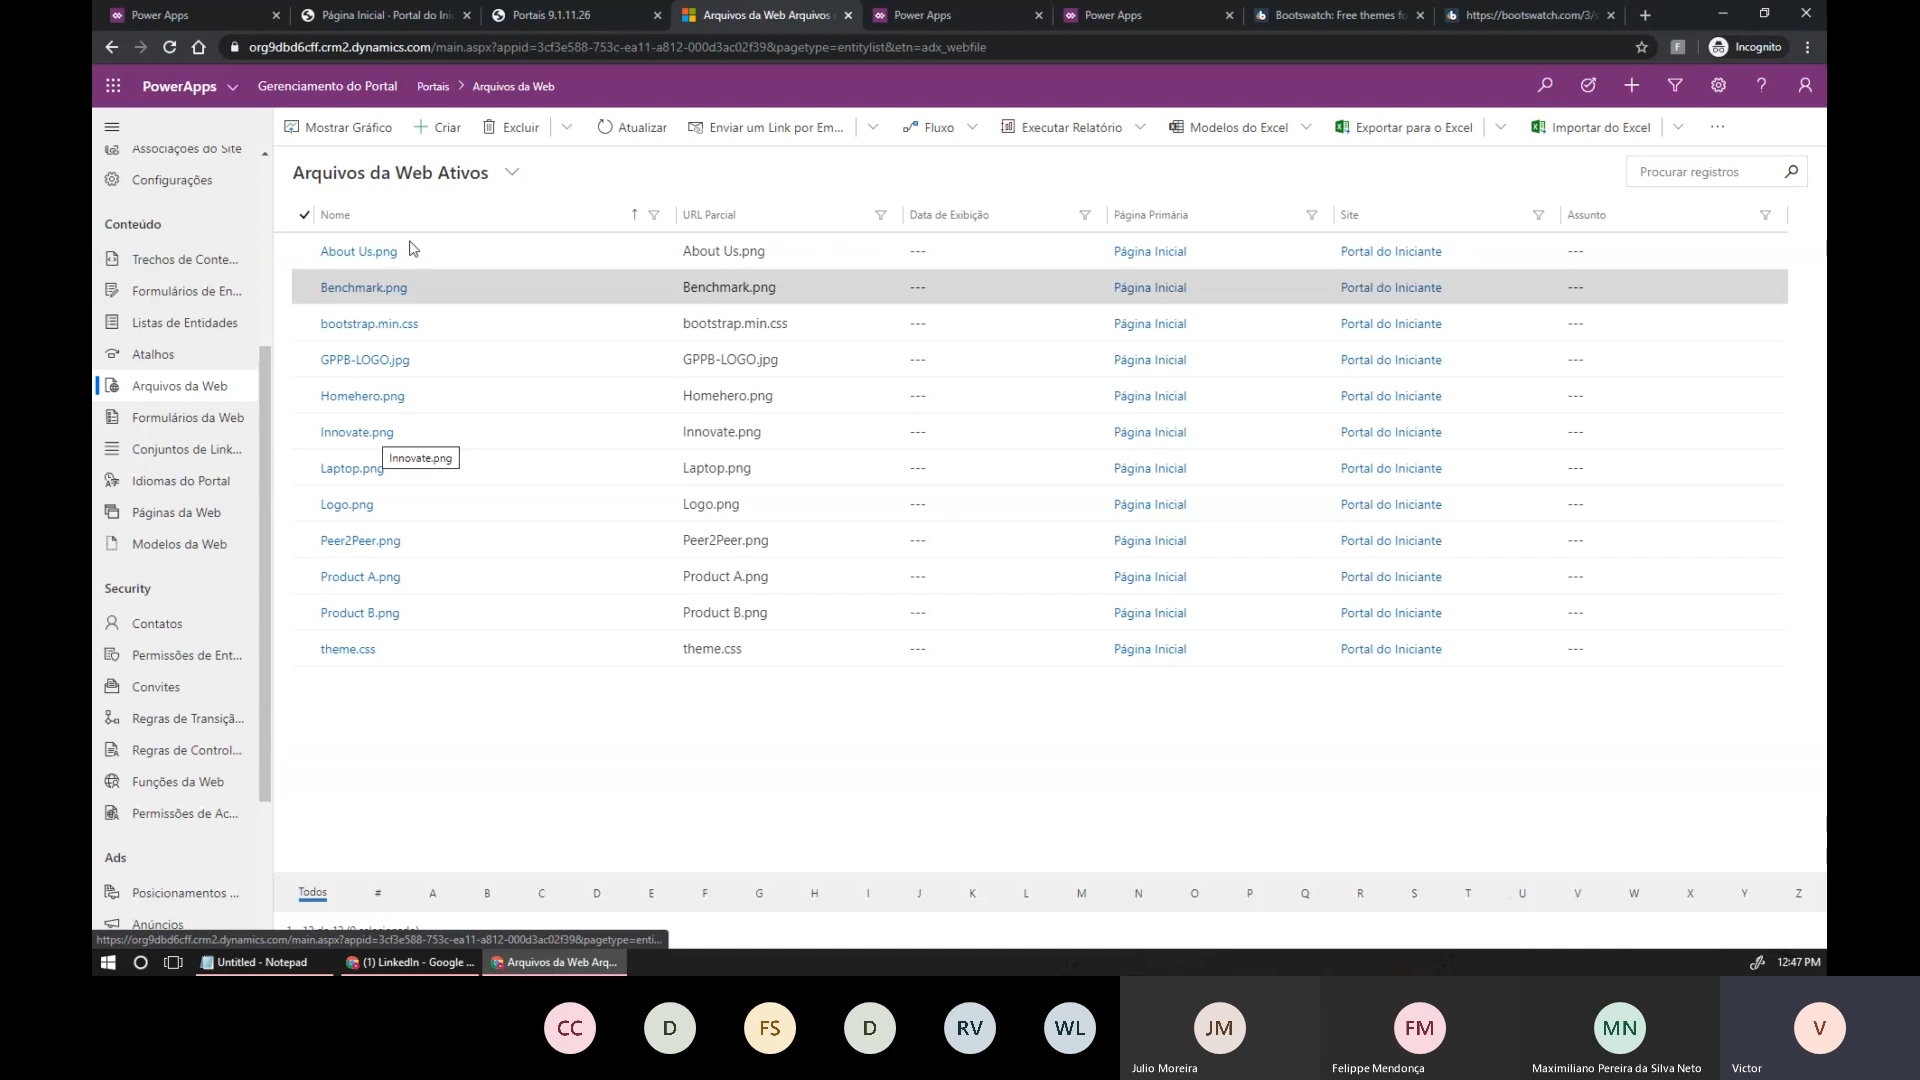 Power Apps
Página Inicial · Portal do Ini
Portais 9.1.11.26
Arquivos da Web Arquivos
Power Apps
Power Apps
Bootswatch: Free themes fo
https://bootswatch.com/3/
org9dbd6cff.crm2.dynamics.com/main.aspx?appid=3cf3e588-753c-ea11-a812-000d3ac02f39&pagetype=entitylist&etn=adx_webfile
F
Incognito
PowerApps
Gerenciamento do Portal
Portais > Arquivos da Web
Mostrar Gráfico
Criar
Excluir
Atualizar
Enviar um Link por Em...
Fluxo
Executar Relatório
Modelos do Excel
Exportar para o Excel
Importar do Excel
Associações do Site
Configurações
Conteúdo
Trechos de Conte...
Formulários de En...
Listas de Entidades
Atalhos
Arquivos da Web
Formulários da Web
Conjuntos de Link...
Idiomas do Portal
Páginas da Web
Modelos da Web
Security
Contatos
Permissões de Ent...
Convites
Regras de Transiçã...
Regras de Control...
Funções da Web
Permissões de Ac...
Ads
Posicionamentos ...
Anúncios
Arquivos da Web Ativos
Procurar registros
Nome URL Parcial Data de Exibição Página Primária Site Assunto
About Us.png About Us.png --- Página Inicial Portal do Iniciante ---
Benchmark.png Benchmark.png --- Página Inicial Portal do Iniciante ---
bootstrap.min.css bootstrap.min.css --- Página Inicial Portal do Iniciante ---
GPPB-LOGO.jpg GPPB-LOGO.jpg --- Página Inicial Portal do Iniciante ---
Homehero.png Homehero.png --- Página Inicial Portal do Iniciante ---
Innovate.png Innovate.png --- Página Inicial Portal do Iniciante ---
Innovate.png
Laptop.png Laptop.png --- Página Inicial Portal do Iniciante ---
Logo.png Logo.png --- Página Inicial Portal do Iniciante ---
Peer2Peer.png Peer2Peer.png --- Página Inicial Portal do Iniciante ---
Product A.png Product A.png --- Página Inicial Portal do Iniciante ---
Product B.png Product B.png --- Página Inicial Portal do Iniciante ---
theme.css theme.css --- Página Inicial Portal do Iniciante ---
Todos # A B C D E F G H I J K L M N O P Q R S T U V W X Y Z
https://org9dbd6cff.crm2.dynamics.com/main.aspx?appid=3cf3e588-753c-ea11-a812-000d3ac02f39&pagetype=enti...
Untitled - Notepad
(1) LinkedIn - Google ...
Arquivos da Web Arq...
12:47 PM
CC D FS D RV WL JM FM MN V
Julio Moreira
Felippe Mendonça
Maximiliano Pereira da Silva Neto
Victor